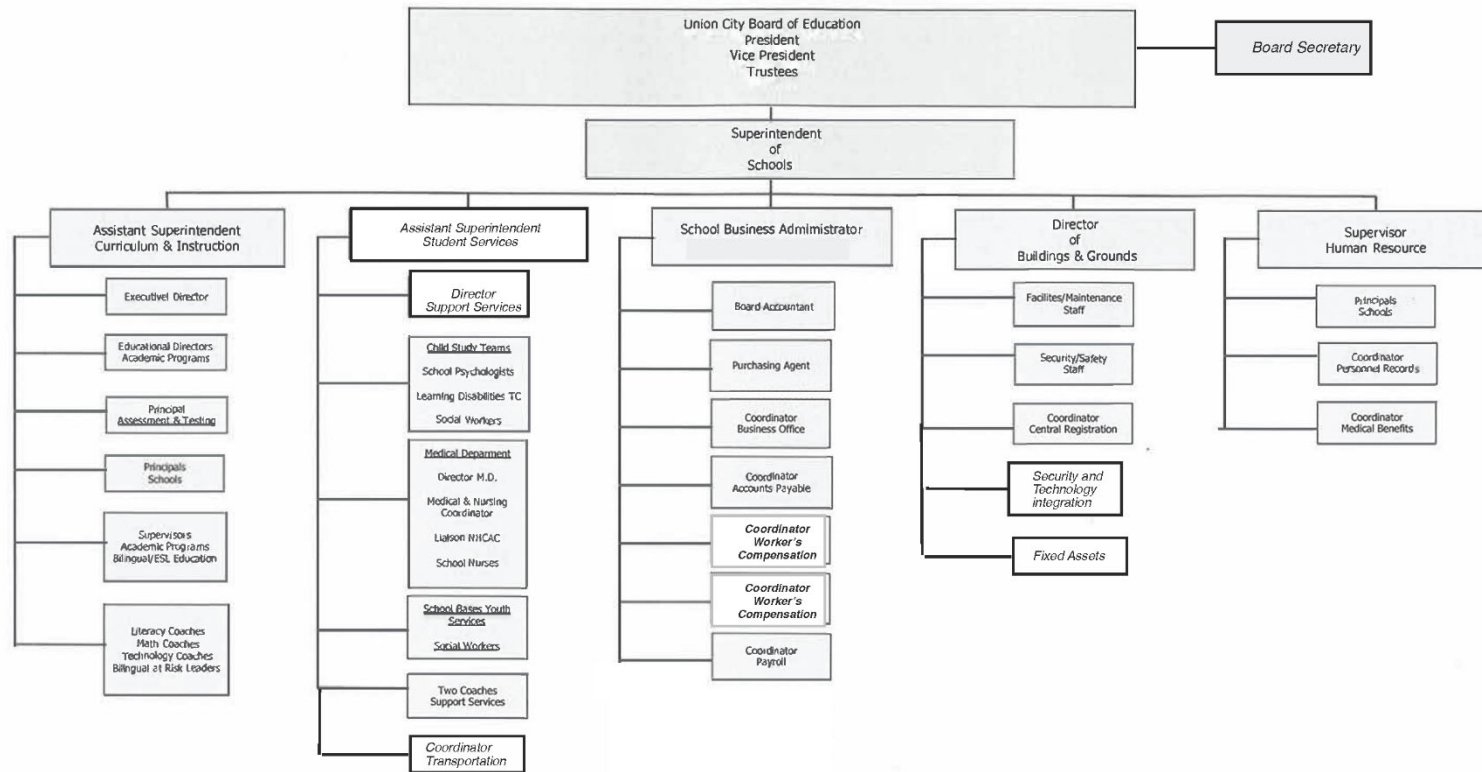 Union City Board of Education
President
Vice President
Trustees
Board Secretary
Superintendent
of
Schools
Assistant Superintendent
Curriculum & Instruction
Executivel Director
Educational Directors
Academic Programs
Principal
Assessment & Testing
Principals
Schools
Supervisors
Academic Programs
Bilingual/ESL Education
Literacy Coaches
Math Coaches
Technology Coaches
Bilingual at Risk Leaders
Assistant Superintendent
Student Services
Director
Support Services
Child Study Teams
School Psychologists
Learning Disabilities TC
Social Workers
Medical Deparment
Director M.D.
Medical & Nursing
Coordinator
Liaison NHCAC
School Nurses
School Bases Youth
Services
Social Workers
Two Coaches
Support Services
Coordinator
Transportation
School Business Administrator
Board Accountant
Purchasing Agent
Coordinator
Business Office
Coordinator
Accounts Payable
Coordinator
Worker's
Compensation
Coordinator
Worker's
Compensation
Coordinator
Payroll
Director
of
Buildings & Grounds
Facilites/Maintenance
Staff
Security/Safety
Staff
Coordinator
Central Registration
Security and
Technology
integration
Fixed Assets
Supervisor
Human Resource
Principals
Schools
Coordinator
Personnel Records
Coordinator
Medical Benefits